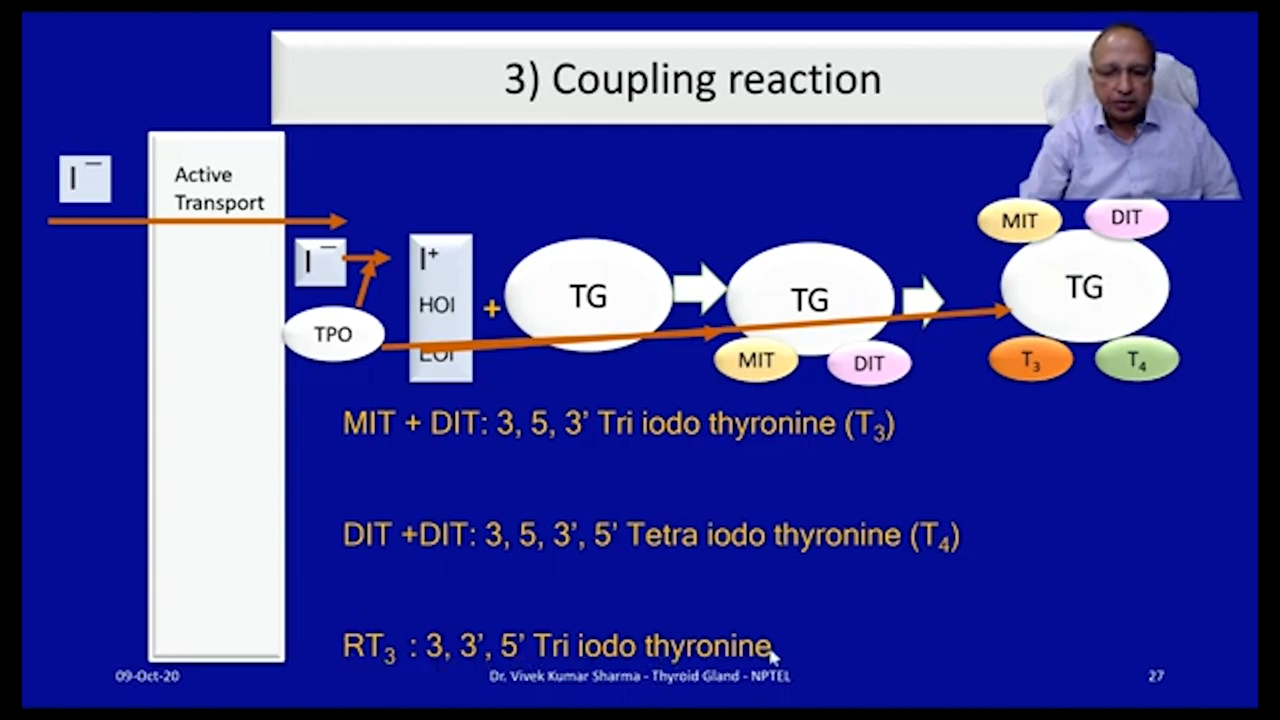 3) Coupling reaction
I⁻
Active
Transport
I⁻
I⁺
HOI
EOI
TPO
+
TG
TG
MIT
DIT
MIT
DIT
TG
T₃
T₄
MIT + DIT: 3, 5, 3’ Tri iodo thyronine (T₃)
DIT +DIT: 3, 5, 3’, 5’ Tetra iodo thyronine (T₄)
RT₃ : 3, 3’, 5’ Tri iodo thyronine
09-Oct-20
Dr. Vivek Kumar Sharma - Thyroid Gland - NPTEL
27